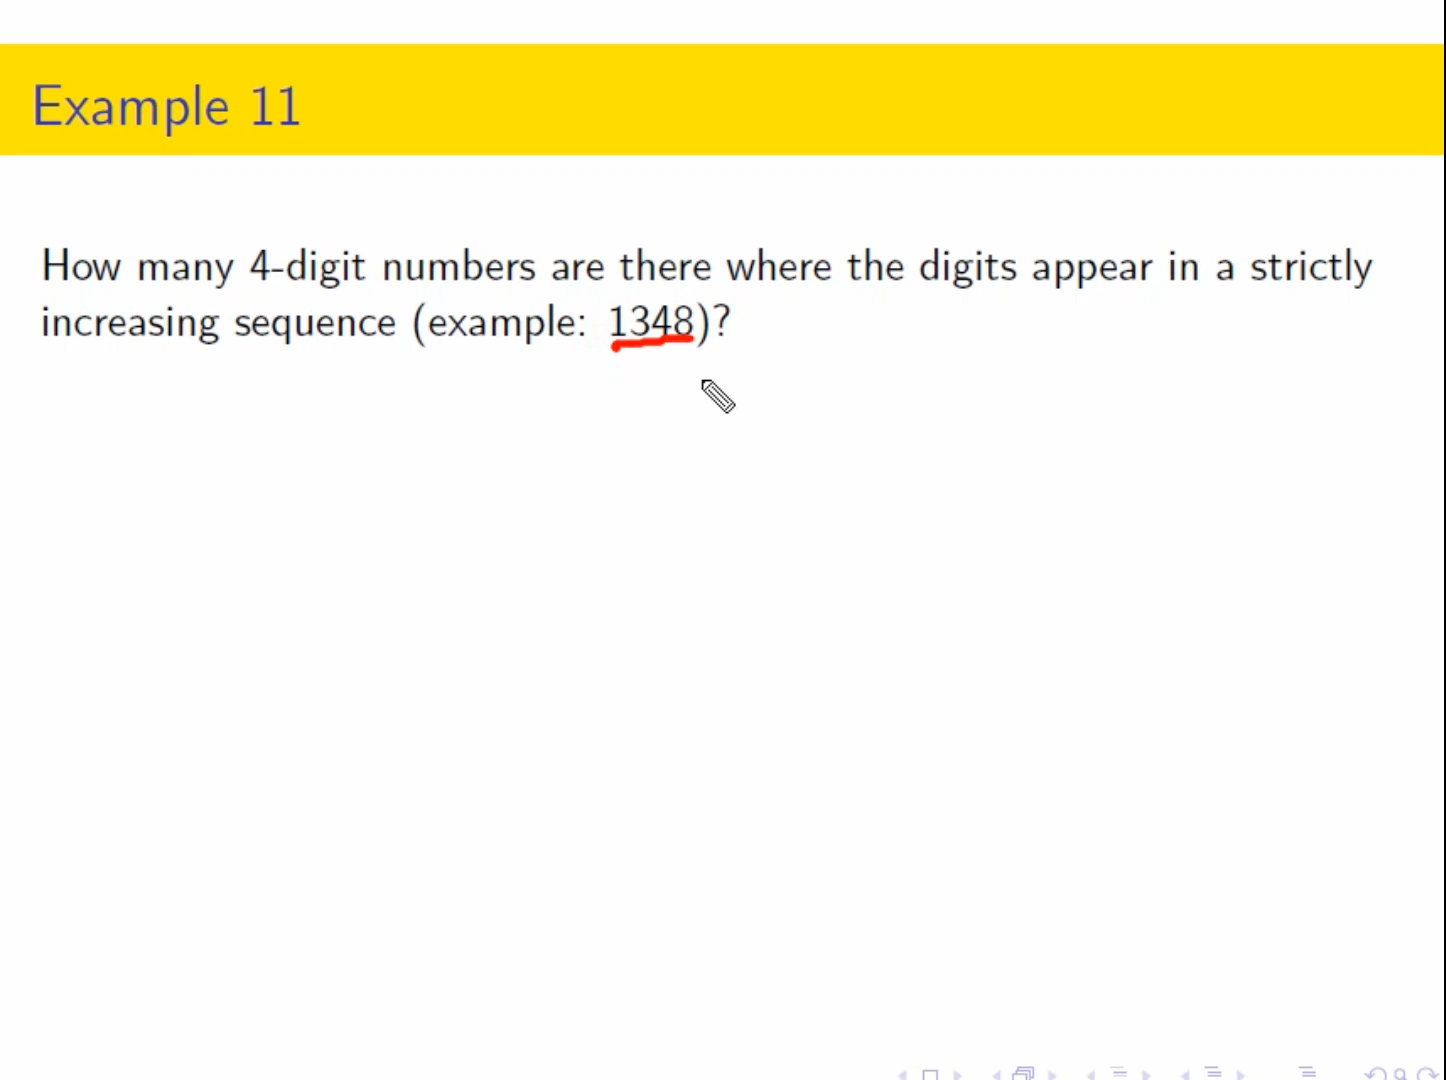 Example 11
How many 4-digit numbers are there where the digits appear in a strictly
increasing sequence (example: 1348)?